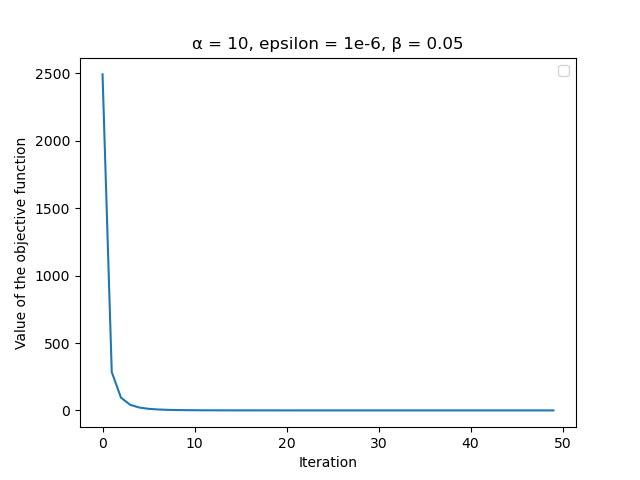 α = 10, epsilon = 1e-6, β = 0.05
Value of the objective function
2500
2000
1500
1000
500
0
0 10 20 30 40 50
Iteration